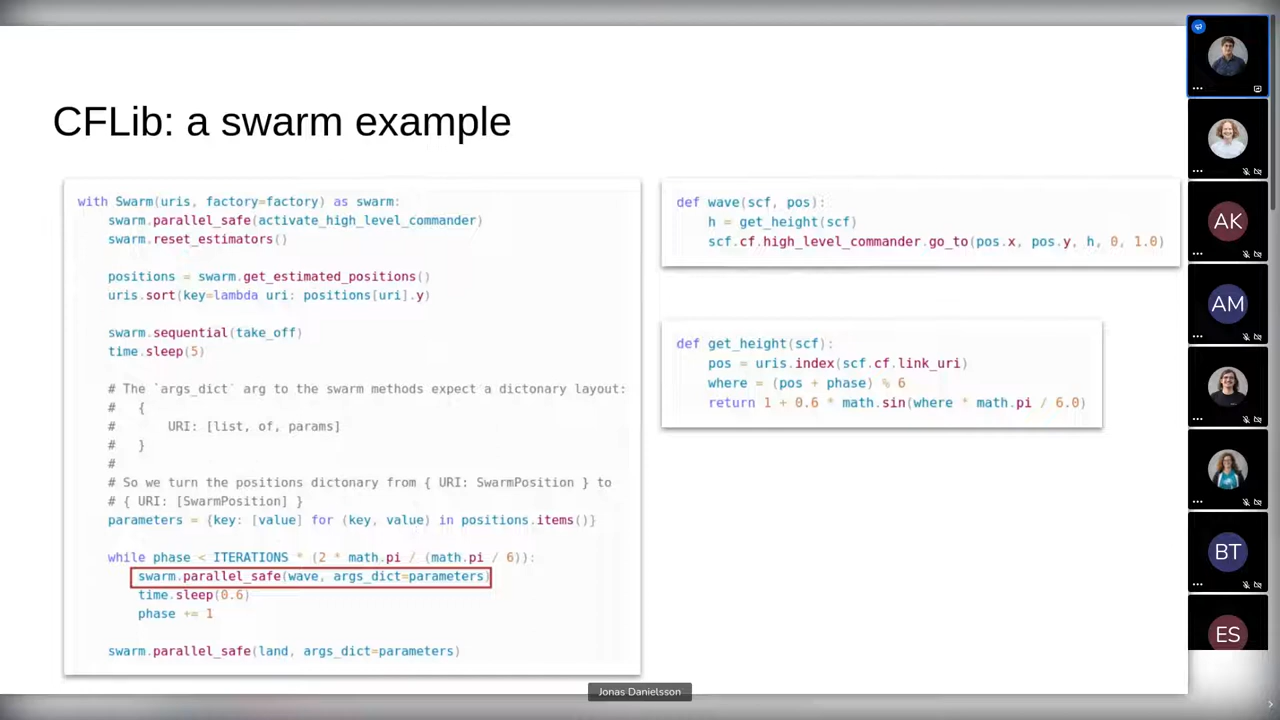 CFLib: a swarm example
with Swarm(uris, factory=factory) as swarm:
    swarm.parallel_safe(activate_high_level_commander)
    swarm.reset_estimators()
    positions = swarm.get_estimated_positions()
    uris.sort(key=lambda uri: positions[uri].y)
    swarm.sequential(take_off)
    time.sleep(5)
    # The `args_dict` arg to the swarm methods expect a dictonary layout:
    #   {
    #       URI: [list, of, params]
    #   }
    #
    # So we turn the positions dictonary from { URI: SwarmPosition } to
    # { URI: [SwarmPosition] }
    parameters = {key: [value] for (key, value) in positions.items()}
    while phase < ITERATIONS * (2 * math.pi / (math.pi / 6)):
        swarm.parallel_safe(wave, args_dict=parameters)
        time.sleep(0.6)
        phase += 1
    swarm.parallel_safe(land, args_dict=parameters)
def wave(scf, pos):
    h = get_height(scf)
    scf.cf.high_level_commander.go_to(pos.x, pos.y, h, 0, 1.0)
def get_height(scf):
    pos = uris.index(scf.cf.link_uri)
    where = (pos + phase) % 6
    return 1 + 0.6 * math.sin(where * math.pi / 6.0)
AK
AM
BT
ES
Jonas Danielsson